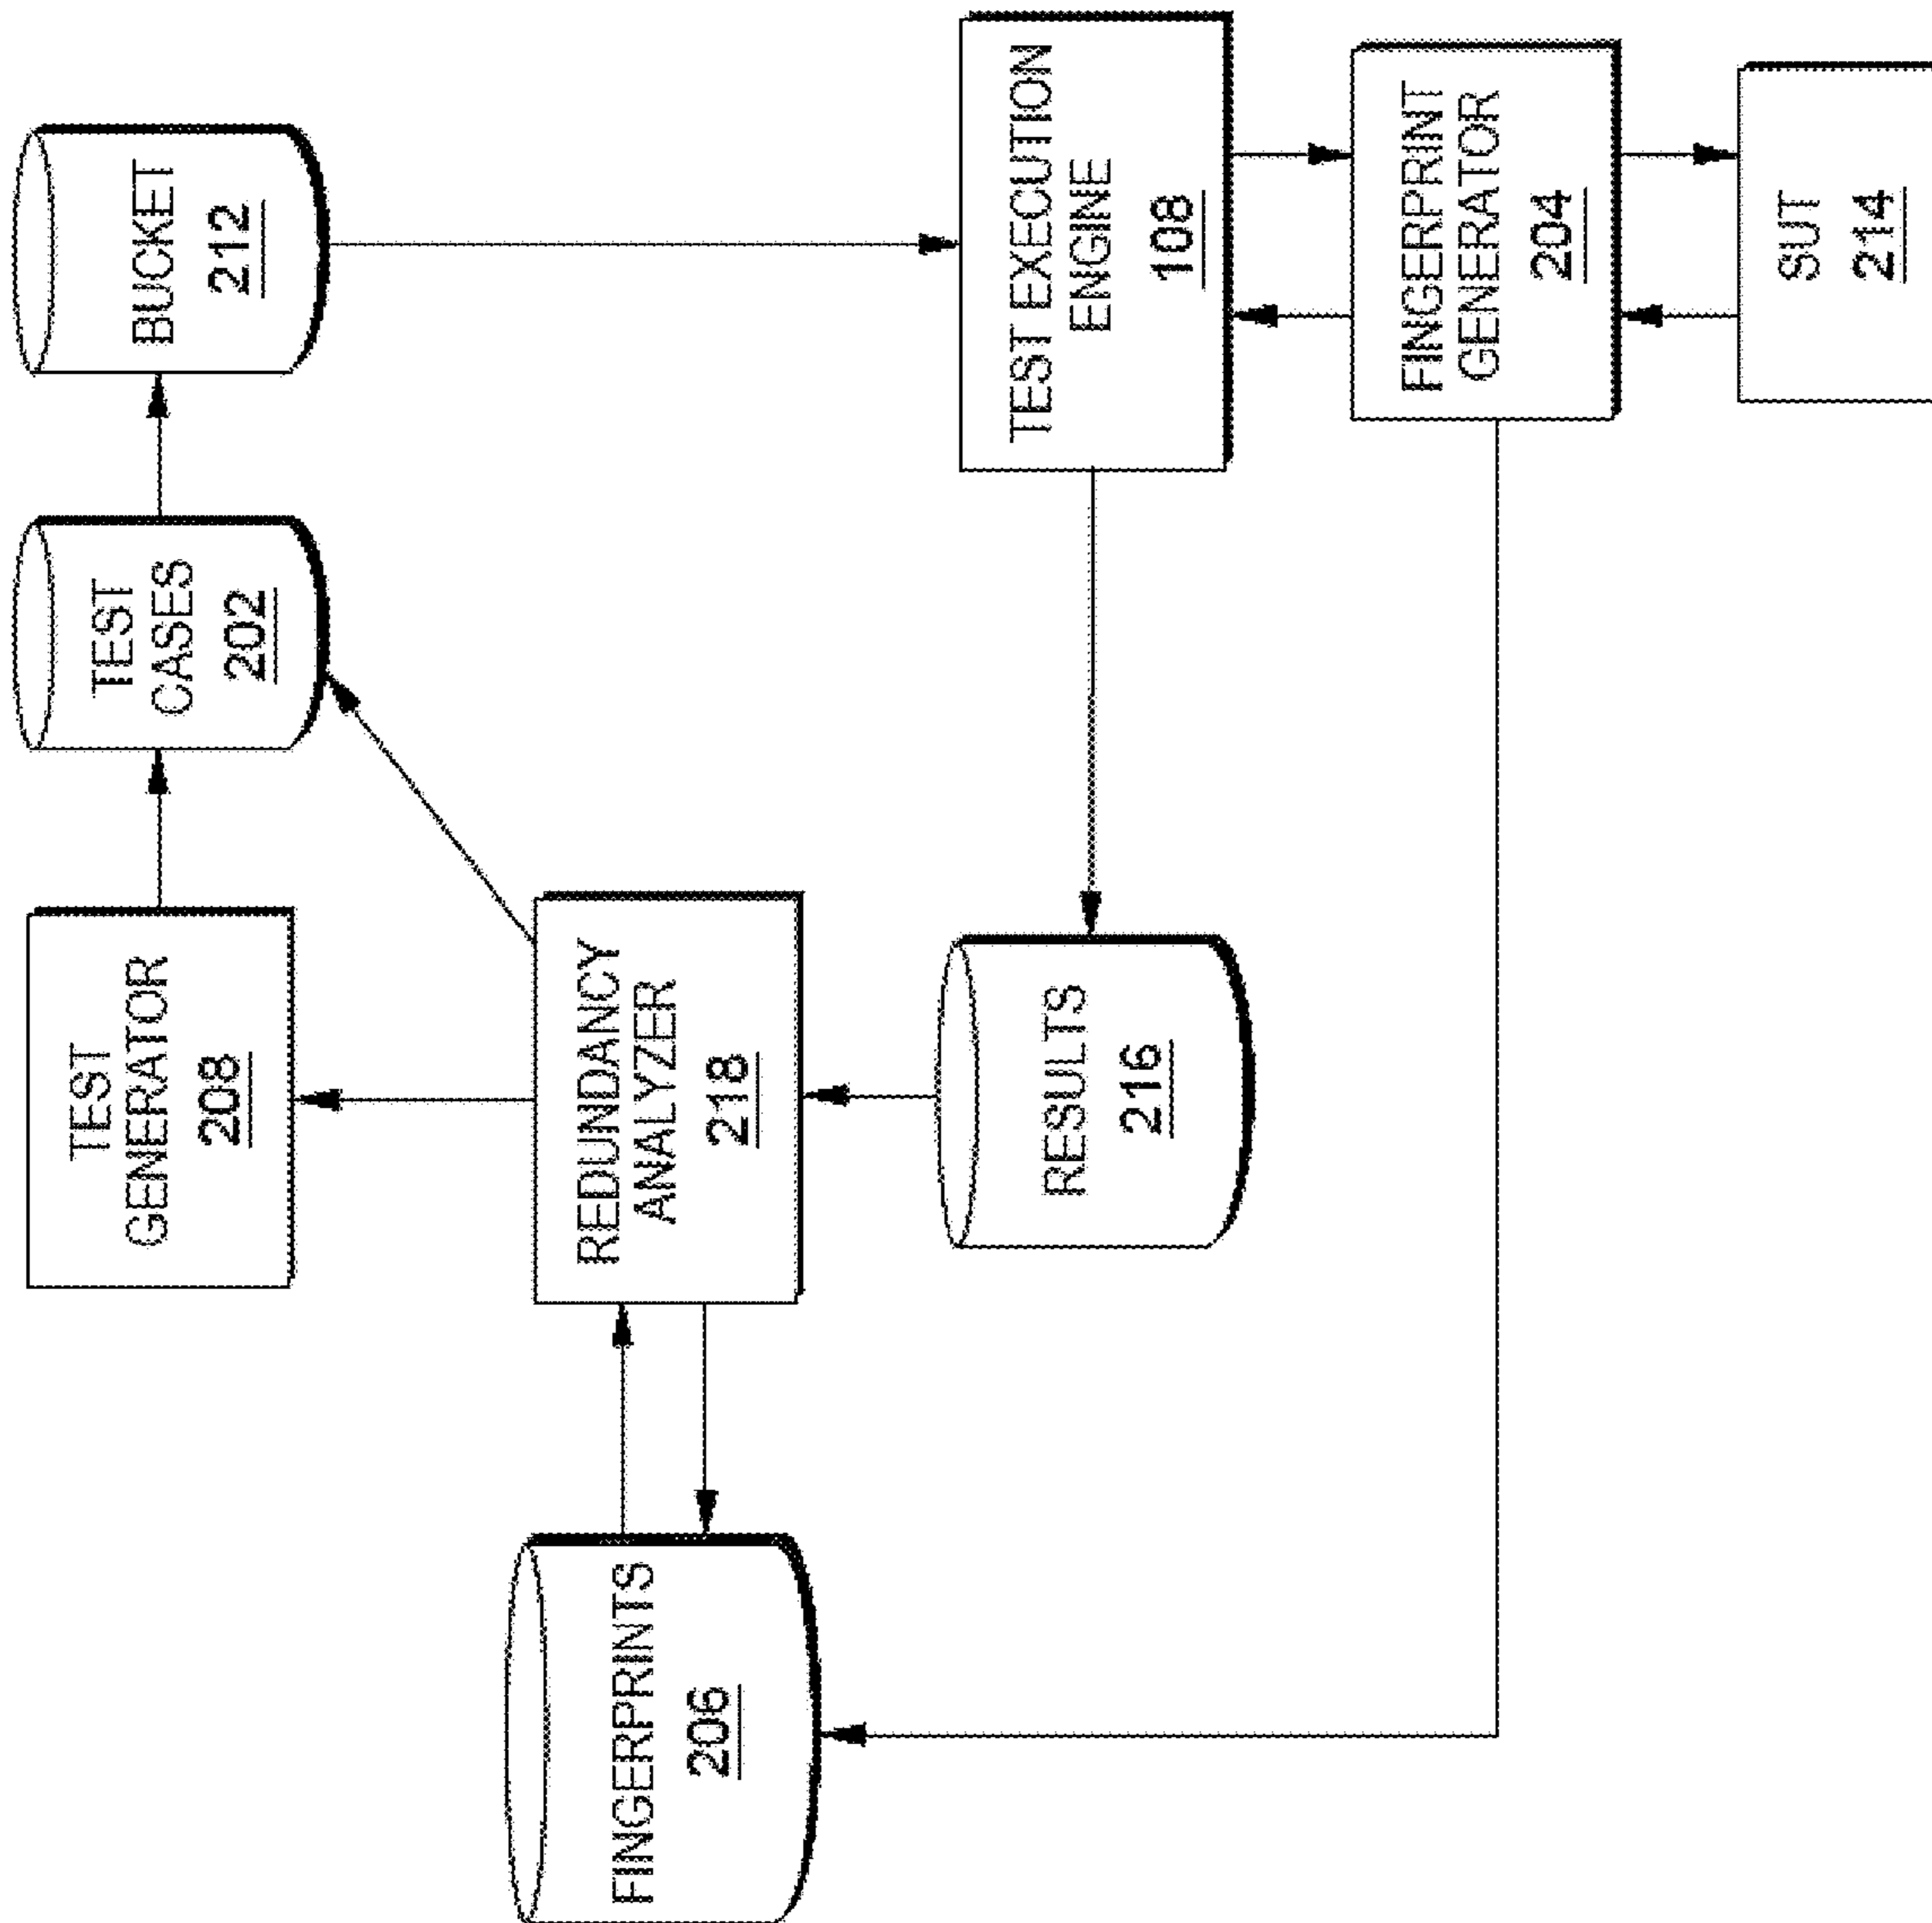 TEST
GENERATOR
208
TEST
CASES
202
BUCKET
212
FINGERPRINTS
206
REDUNDANCY
ANALYZER
218
RESULTS
216
TEST EXECUTION
ENGINE
108
FINGERPRINT
GENERATOR
204
SUT
214